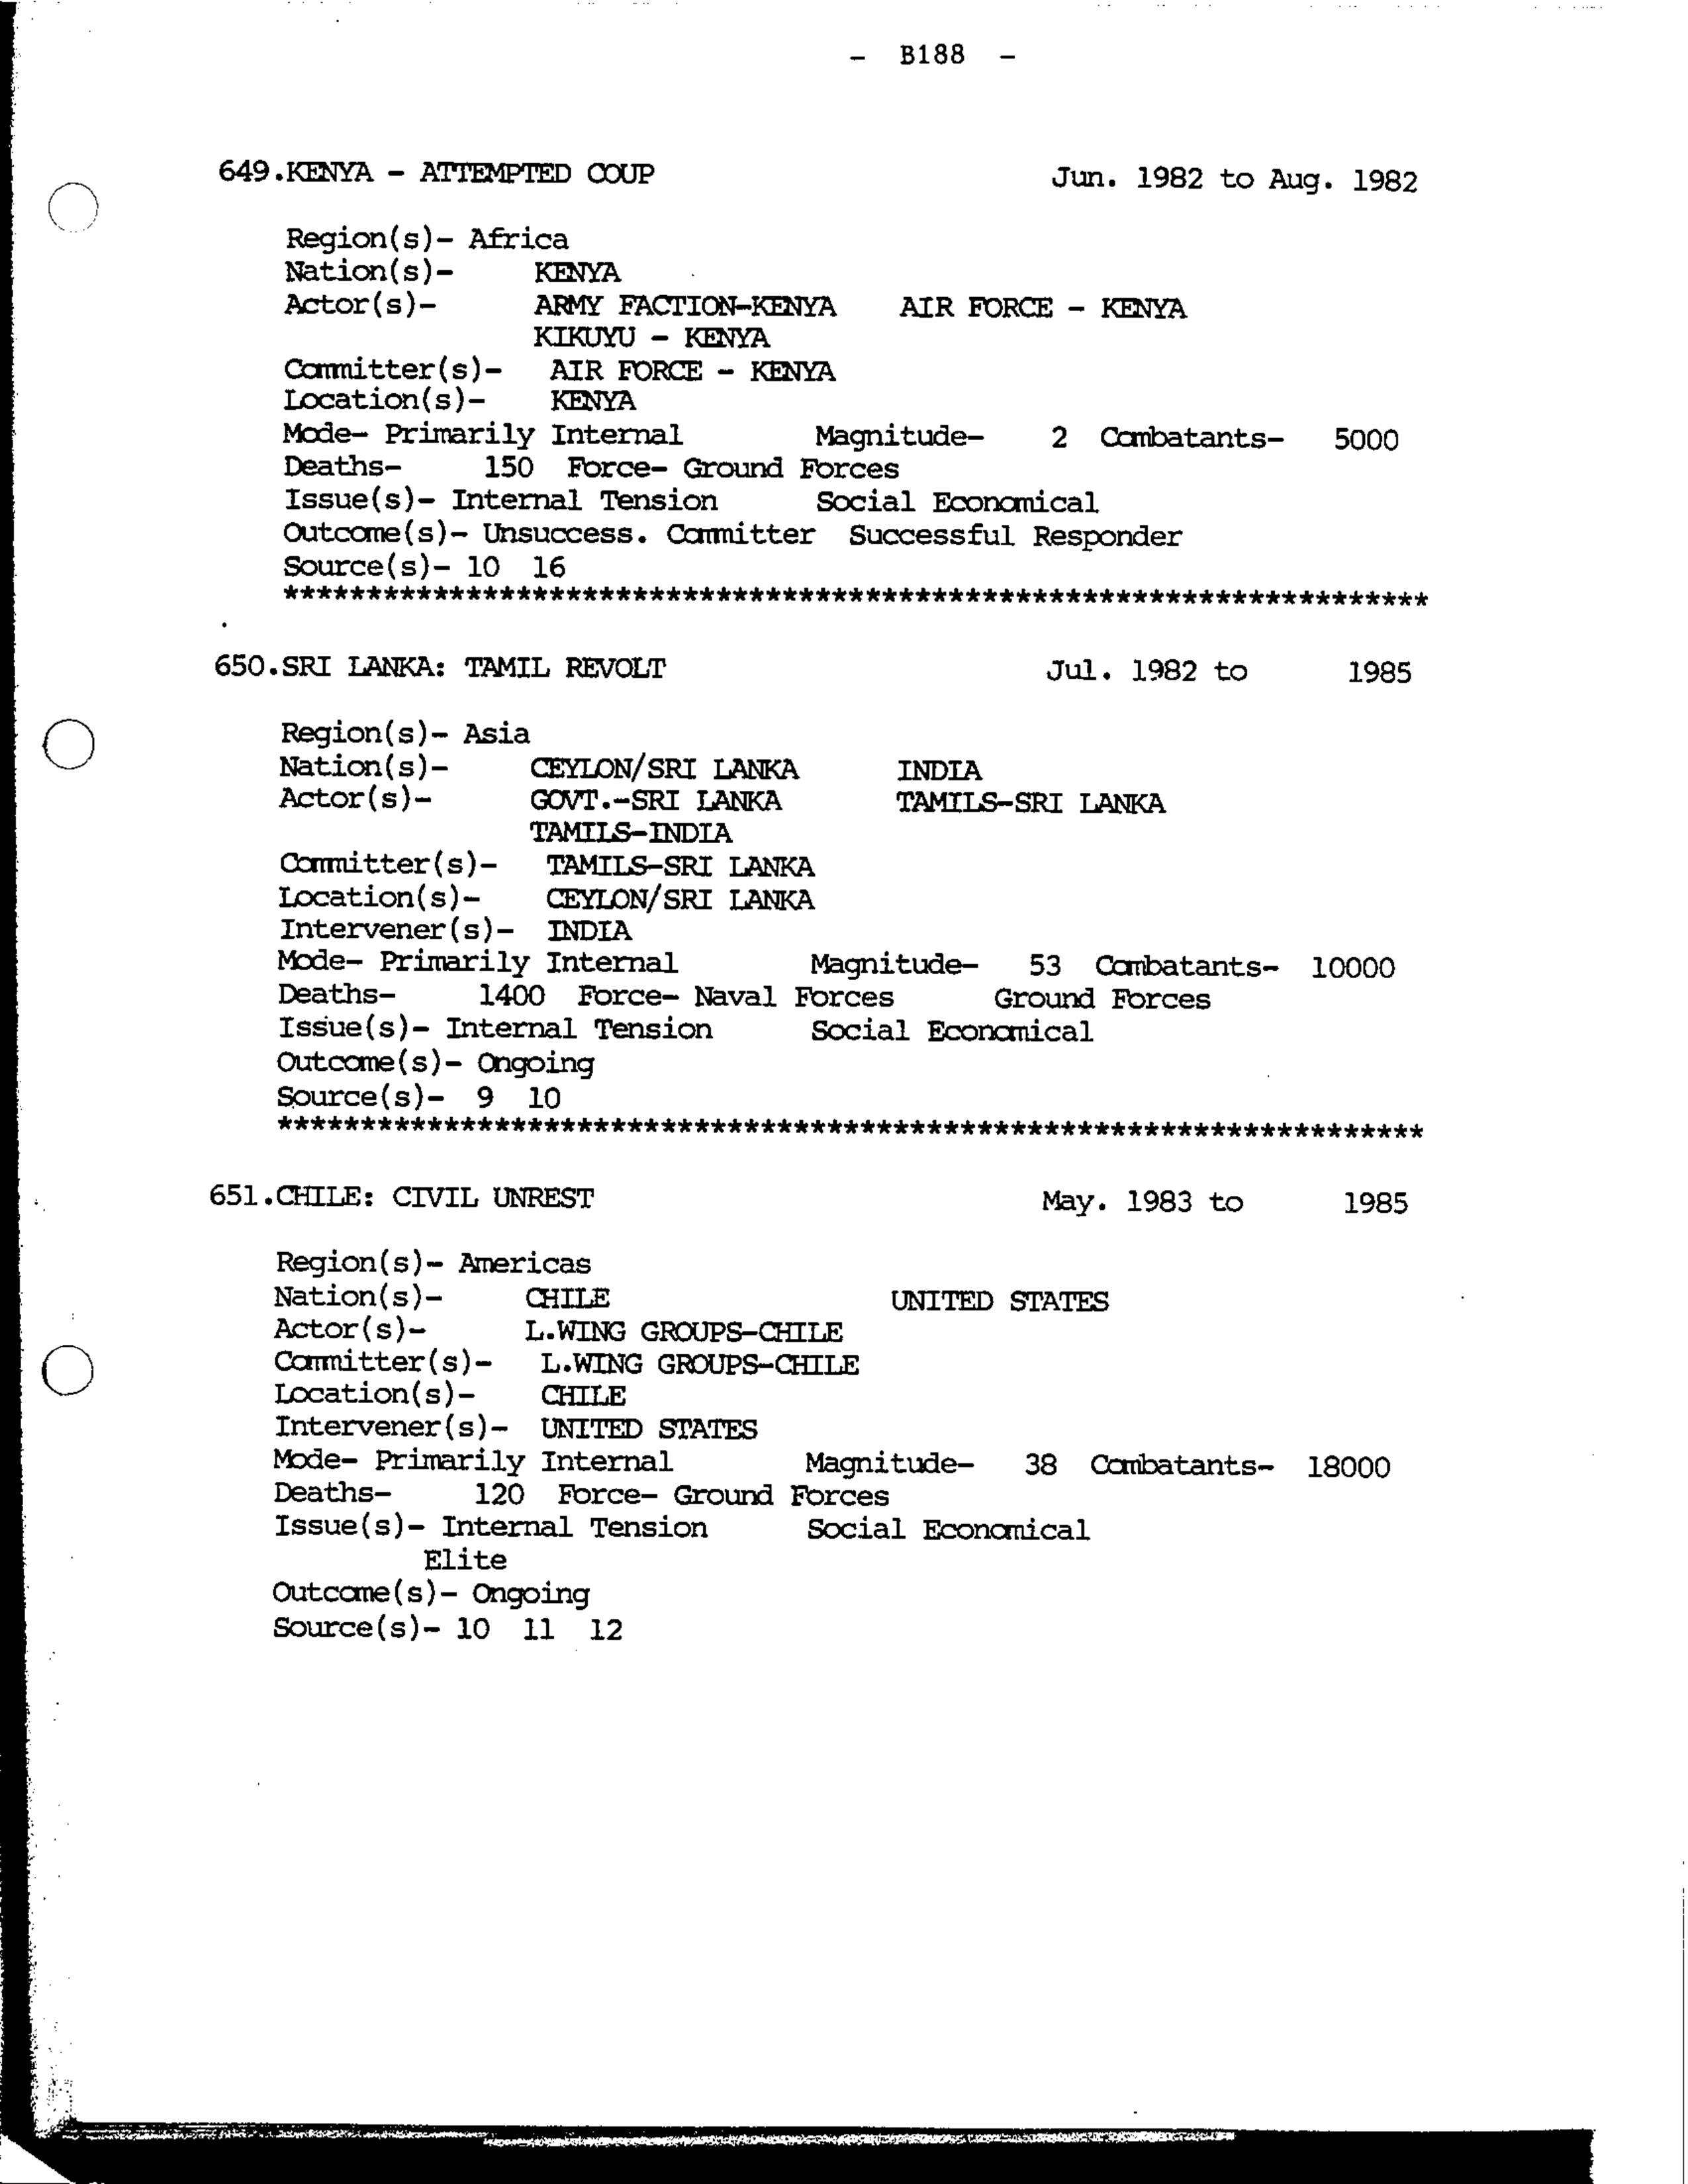 - B188 -
649.KENYA - ATTEMPTED COUP Jun. 1982 to Aug. 1982
Region(s)- Africa
Nation(s)- KENYA
Actor(s)- ARMY FACTION-KENYA AIR FORCE - KENYA
KIKUYU - KENYA
Committer(s)- AIR FORCE - KENYA
Location(s)- KENYA
Mode- Primarily Internal Magnitude- 2 Combatants- 5000
Deaths- 150 Force- Ground Forces
Issue(s)- Internal Tension Social Economical
Outcome(s)- Unsuccess. Committer Successful Responder
Source(s)- 10 16
*********************************************************************
650.SRI LANKA: TAMIL REVOLT Jul. 1982 to 1985
Region(s)- Asia
Nation(s)- CEYLON/SRI LANKA INDIA
Actor(s)- GOVT.-SRI LANKA TAMILS-SRI LANKA
TAMILS-INDIA
Committer(s)- TAMILS-SRI LANKA
Location(s)- CEYLON/SRI LANKA
Intervener(s)- INDIA
Mode- Primarily Internal Magnitude- 53 Combatants- 10000
Deaths- 1400 Force- Naval Forces Ground Forces
Issue(s)- Internal Tension Social Economical
Outcome(s)- Ongoing
Source(s)- 9 10
*********************************************************************
651.CHILE: CIVIL UNREST May. 1983 to 1985
Region(s)- Americas
Nation(s)- CHILE UNITED STATES
Actor(s)- L.WING GROUPS-CHILE
Committer(s)- L.WING GROUPS-CHILE
Location(s)- CHILE
Intervener(s)- UNITED STATES
Mode- Primarily Internal Magnitude- 38 Combatants- 18000
Deaths- 120 Force- Ground Forces
Issue(s)- Internal Tension Social Economical
Elite
Outcome(s)- Ongoing
Source(s)- 10 11 12